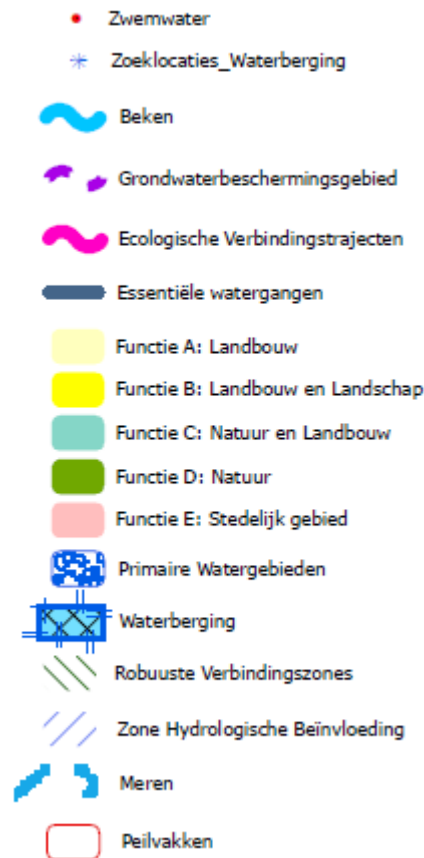 Zwemwater
Zoeklocaties_Waterberging
Beken
Grondwaterbeschermingsgebied
Ecologische Verbindingstrajecten
Essentiële watergangen
Functie A: Landbouw
Functie B: Landbouw en Landschap
Functie C: Natuur en Landbouw
Functie D: Natuur
Functie E: Stedelijk gebied
Primaire Watergebieden
Waterberging
Robuuste Verbindingszones
Zone Hydrologische Beïnvloeding
Meren
Peilvakken